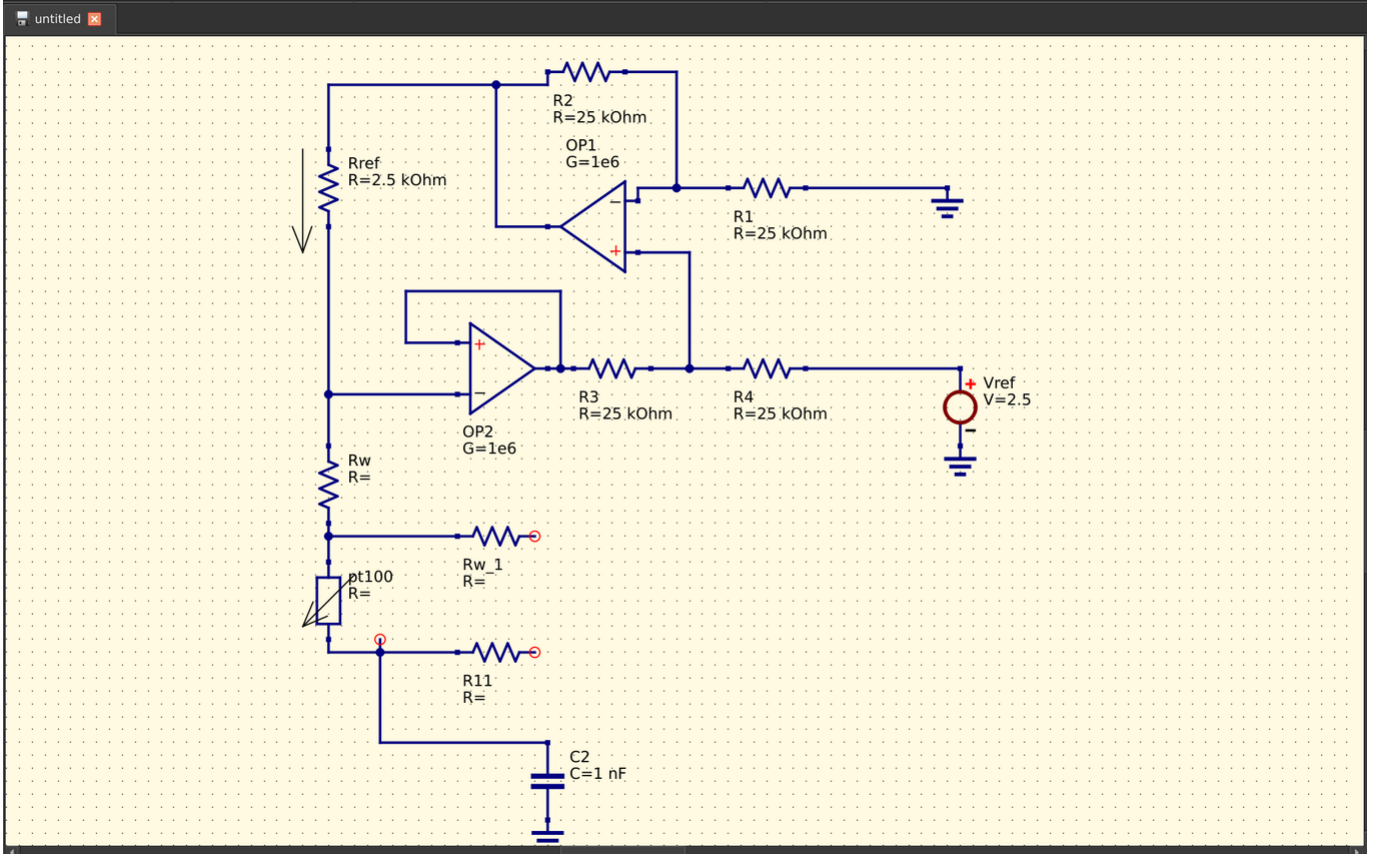 untitled
R2
R=25 kOhm
OP1
G=1e6
Rref
R=2.5 kOhm
−
+
R1
R=25 kOhm
+
−
OP2
G=1e6
R3
R=25 kOhm
R4
R=25 kOhm
+
Vref
V=2.5
−
Rw
R=
Rw_1
R=
pt100
R=
R11
R=
C2
C=1 nF